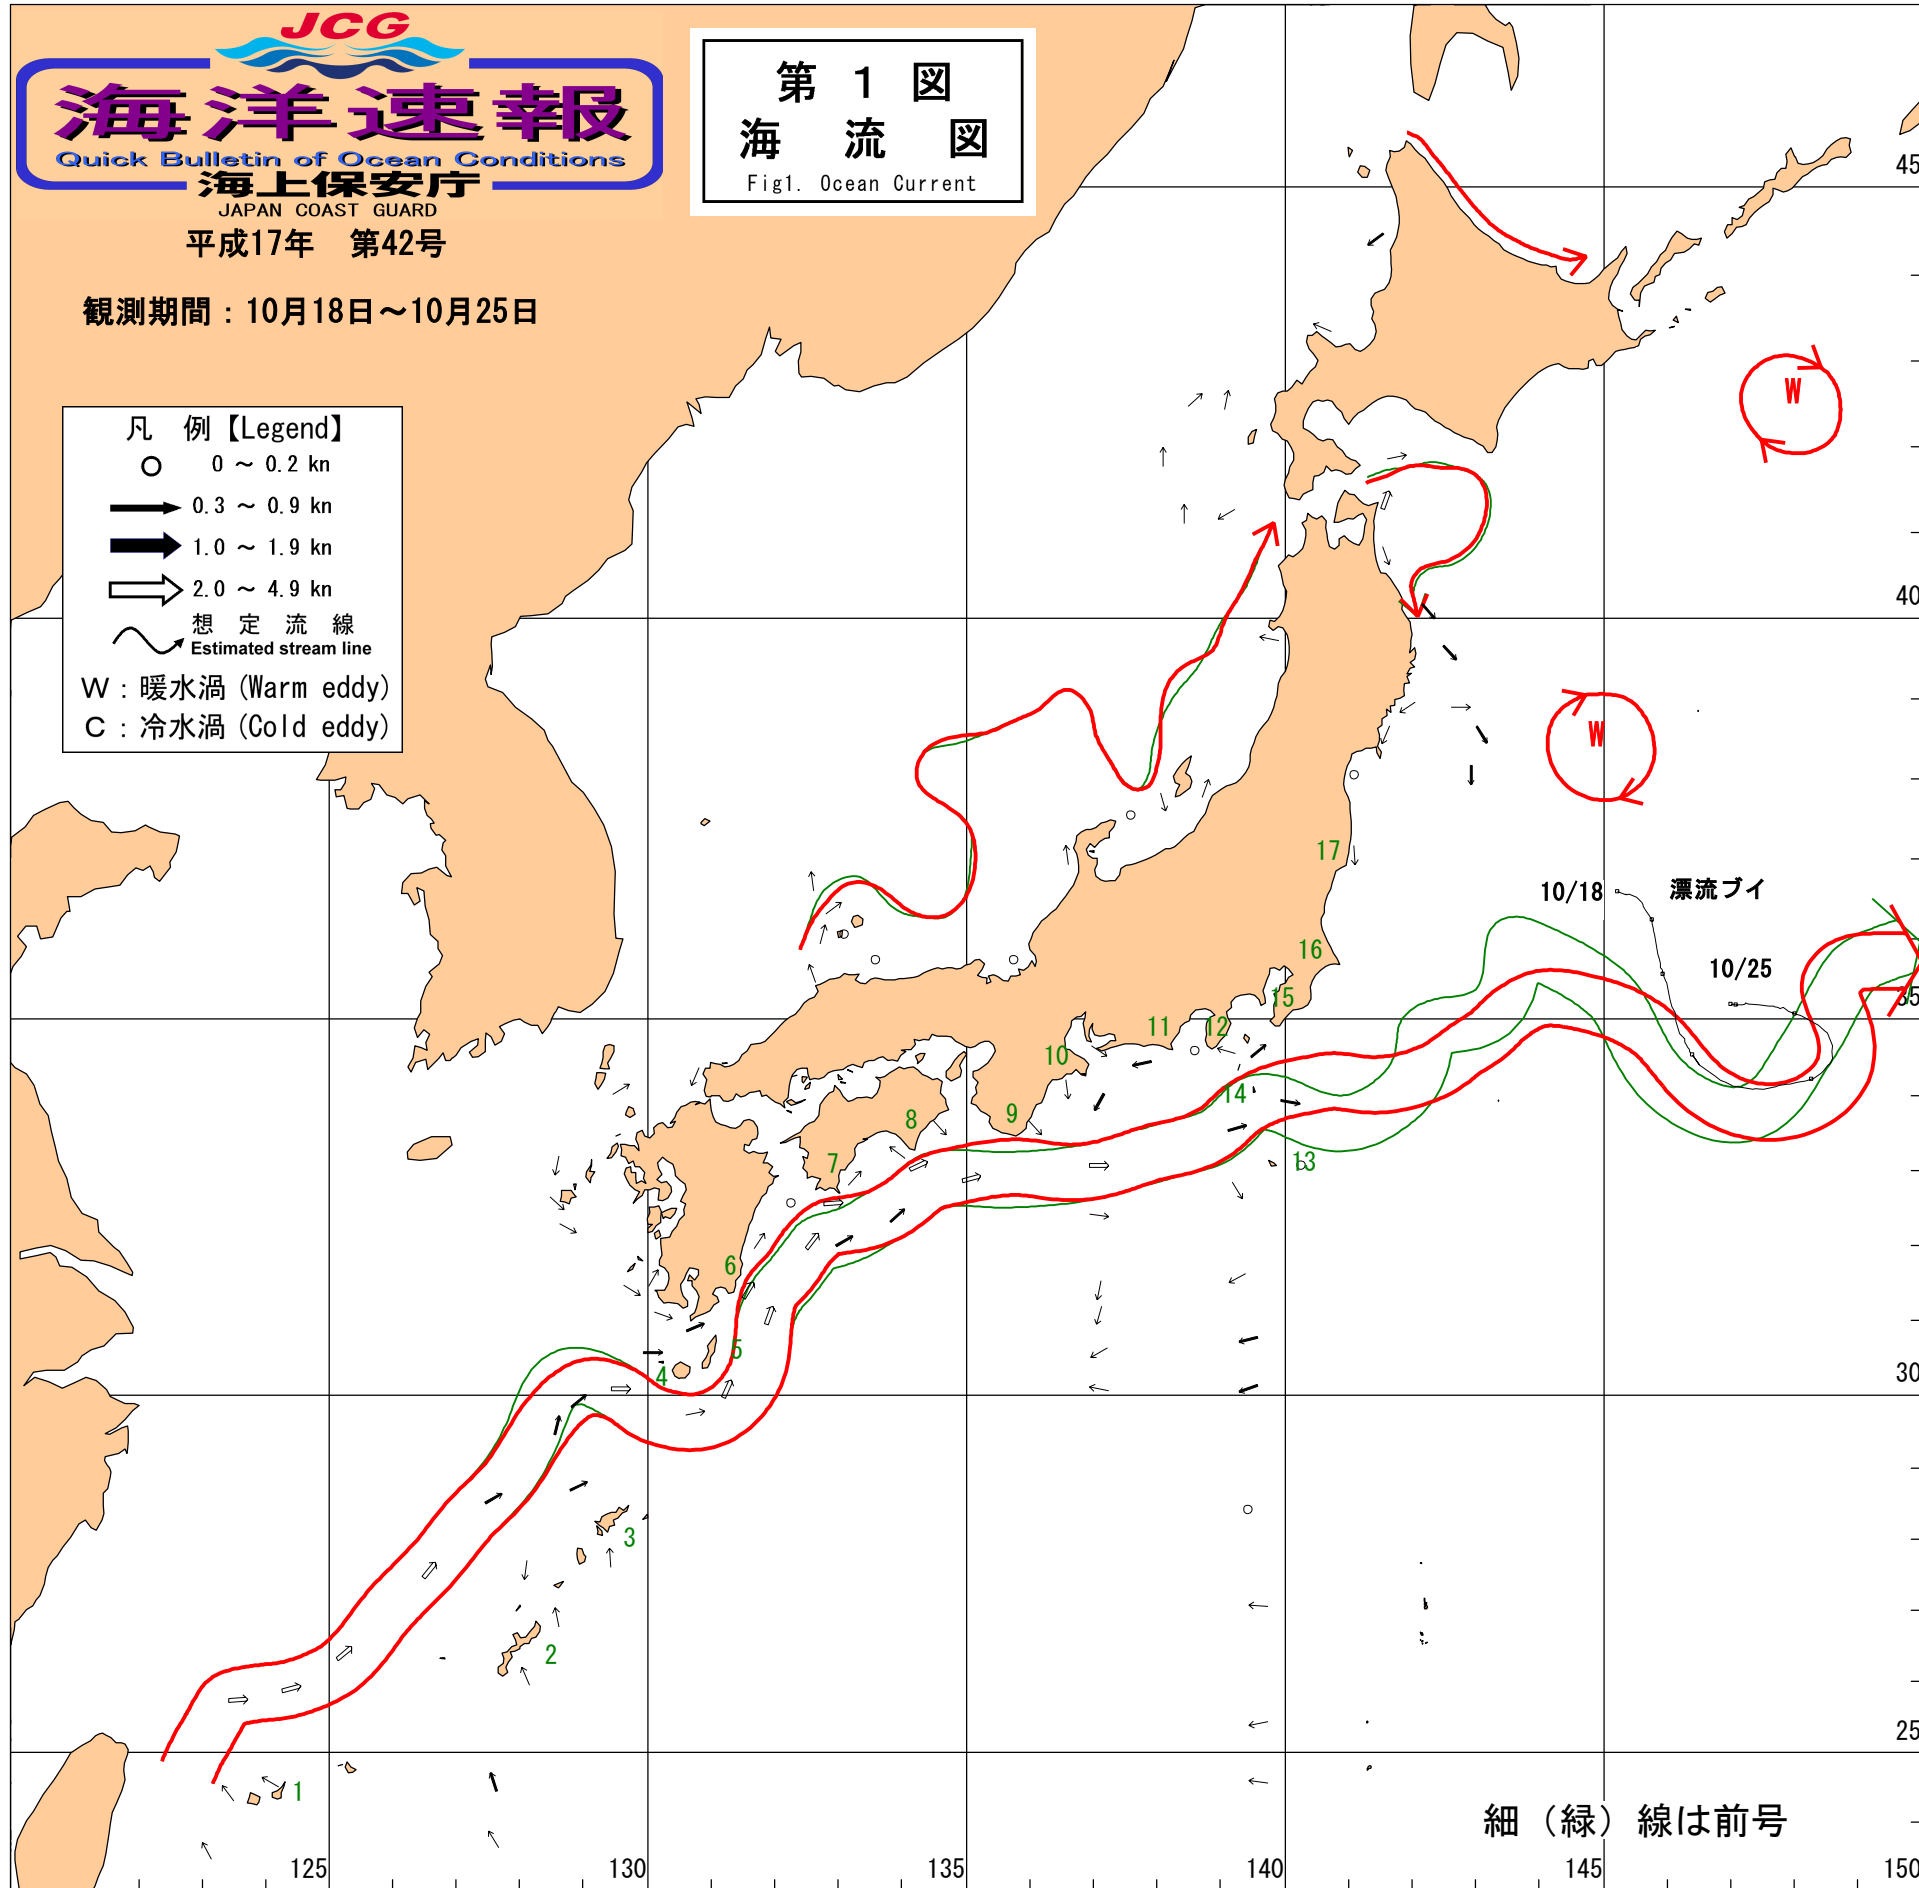 JCG
海洋速報
Quick Bulletin of Ocean Conditions
海上保安庁
JAPAN COAST GUARD
平成17年 第42号
観測期間：10月18日～10月25日
第 1 図
海 流 図
Fig1. Ocean Current
凡 例【Legend】
0 ～ 0.2 kn
0.3 ～ 0.9 kn
1.0 ～ 1.9 kn
2.0 ～ 4.9 kn
想 定 流 線
Estimated stream line
W：暖水渦(Warm eddy)
C：冷水渦(Cold eddy)
45
W
40
W
17
10/18 漂流ブイ
16
10/25
15
35
11
12
10
14
9
8
7
13
6
5
4
30
3
2
25
1
細（緑）線は前号
125
130
135
140
145
150